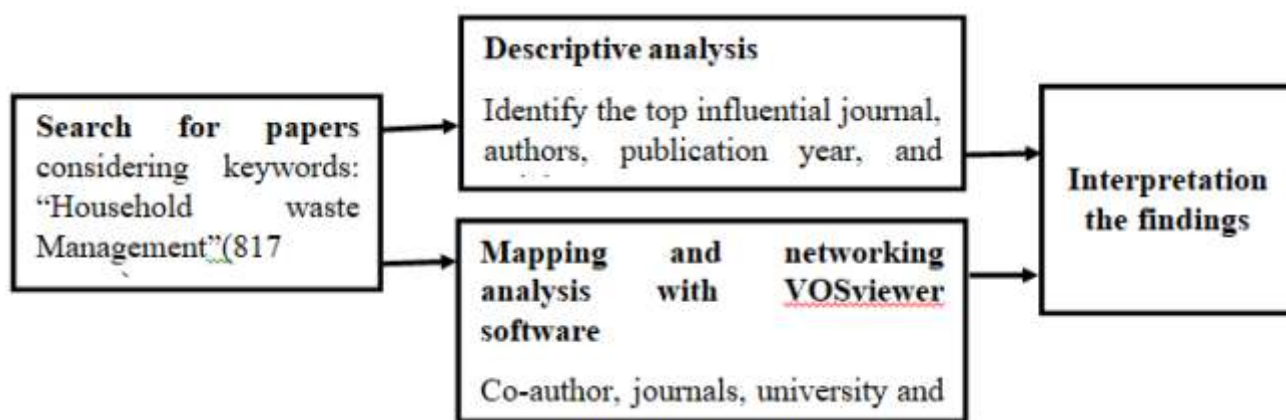 Search for papers
considering keywords:
“Household waste
Management”(817
Descriptive analysis
Identify the top influential journal,
authors, publication year, and
Mapping and networking
analysis with VOSviewer
software
Co-author, journals, university and
Interpretation
the findings